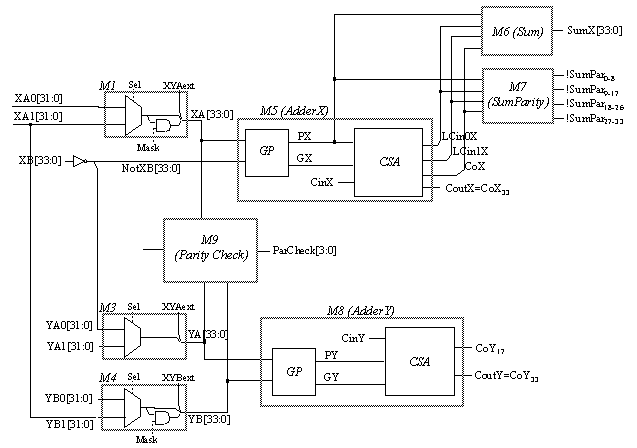 M6 (Sum)
SumX[33:0]
M7
(SumParity)
!SumPar0-8
!SumPar9-17
!SumPar18-26
!SumPar27-33
M1
Sel
XYAext
XA0[31:0]
XA1[31:0]
XA[33:0]
Mask
XB[33:0]
NotXB[33:0]
M5 (AdderX)
GP
PX
GX
CinX
CSA
LCin0X
LCin1X
CoX
CoutX=CoX33
M9
(Parity Check)
ParCheck[3:0]
M3
Sel
XYAext
YA0[31:0]
YA1[31:0]
YA[33:0]
M4
Sel
XYBext
YB0[31:0]
YB1[31:0]
YB[33:0]
Mask
M8 (AdderY)
CinY
GP
PY
GY
CSA
CoY17
CoutY=CoY33